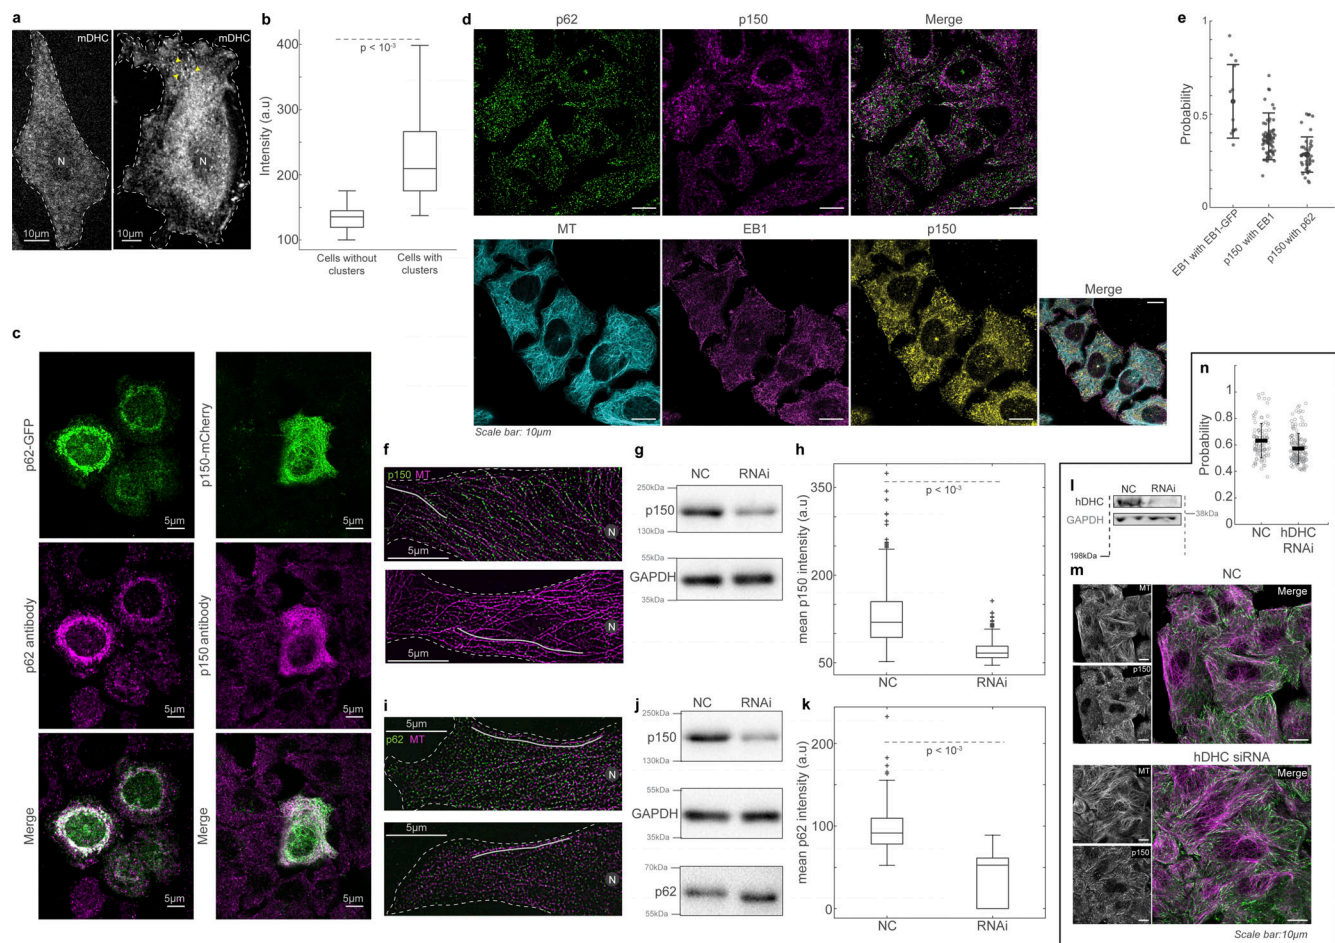 a
mDHC
mDHC
N
N
10μm
10μm
b
Intensity (a.u)
400
300
200
100
p < 10⁻³
Cells without clusters
Cells with clusters
c
p62-GFP
p150-mCherry
5μm
5μm
p62 antibody
p150 antibody
5μm
5μm
Merge
Merge
5μm
5μm
d
p62
p150
Merge
MT
EB1
p150
Merge
Scale bar: 10μm
e
Probability
1
0.5
0
EB1 with EB1-GFP
p150 with EB1
p150 with p62
f
p150 MT
N
5μm
N
5μm
g
NC
RNAi
250kDa
p150
130kDa
55kDa
GAPDH
35kDa
h
mean p150 intensity (a.u)
350
200
50
p < 10⁻³
NC
RNAi
i
5μm
p62 MT
N
5μm
N
j
NC
RNAi
250kDa
p150
130kDa
55kDa
GAPDH
35kDa
70kDa
p62
55kDa
k
mean p62 intensity (a.u)
200
100
0
p < 10⁻³
NC
RNAi
l
NC
RNAi
hDHC
GAPDH
38kDa
198kDa
n
Probability
1
0.8
0.6
0.4
0.2
0
NC
hDHC
RNAi
m
NC
MT
Merge
p150
hDHC siRNA
MT
Merge
p150
Scale bar:10μm